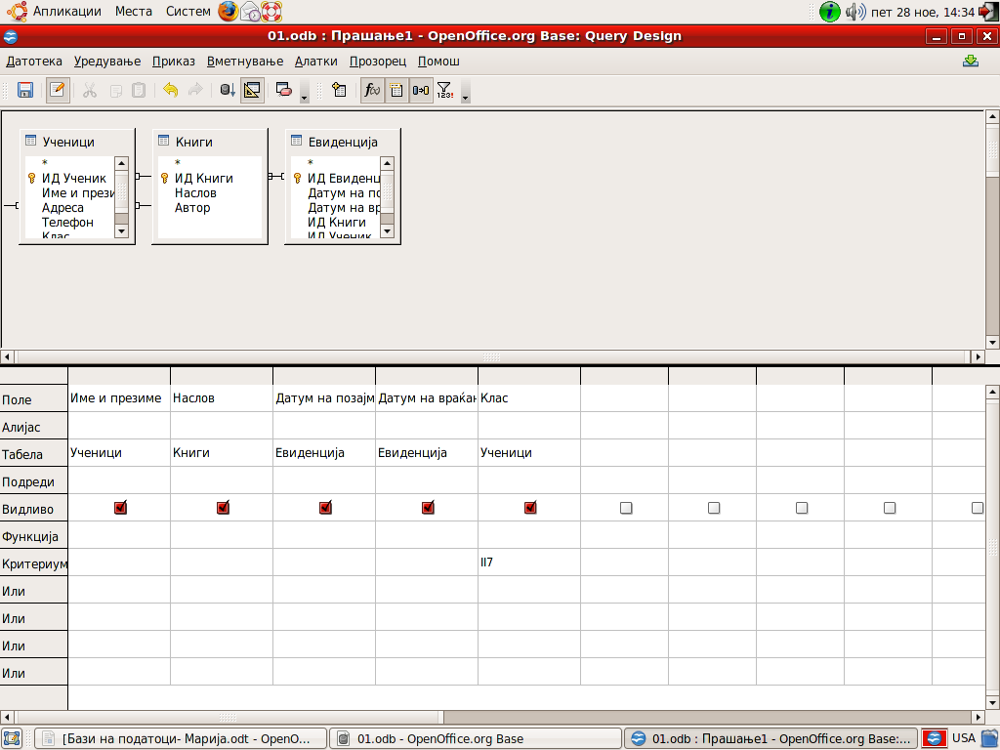 Апликации Места Систем пет 28 ное, 14:34
01.odb : Прашање1 - OpenOffice.org Base: Query Design
Датотека Уредување Приказ Вметнување Алатки Прозорец Помош
f(x) 123!
Ученици Книги Евиденција
* * *
ИД Ученик ИД Книги ИД Евиденц
Име и прези Наслов Датум на по
Адреса Автор Датум на вр
Телефон ИД Книги
Клас ИД Ученик
Поле Име и презиме Наслов Датум на позајм Датум на враќањ Клас
Алијас
Табела Ученици Книги Евиденција Евиденција Ученици
Подреди
Видливо
Функција
Критериум II7
Или
Или
Или
Или
[Бази на податоци- Марија.odt - OpenO... 01.odb - OpenOffice.org Base 01.odb : Прашање1 - OpenOffice.org Base:... USA